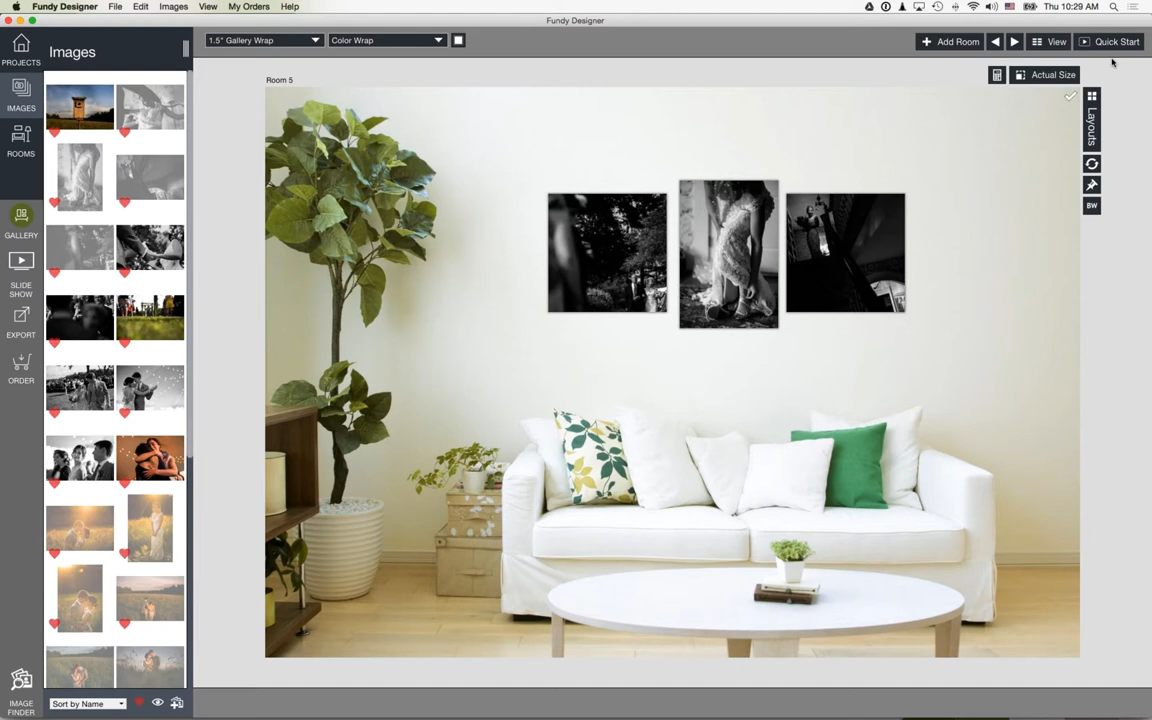 Fundy Designer File Edit Images View My Orders Help Thu 10:29 AM
Fundy Designer
PROJECTS
Images
1.5" Gallery Wrap Color Wrap + Add Room View Quick Start
IMAGES
ROOMS
GALLERY
SLIDE
SHOW
EXPORT
ORDER
IMAGE
FINDER
Sort by Name
Room 5
Actual Size
Layouts
BW